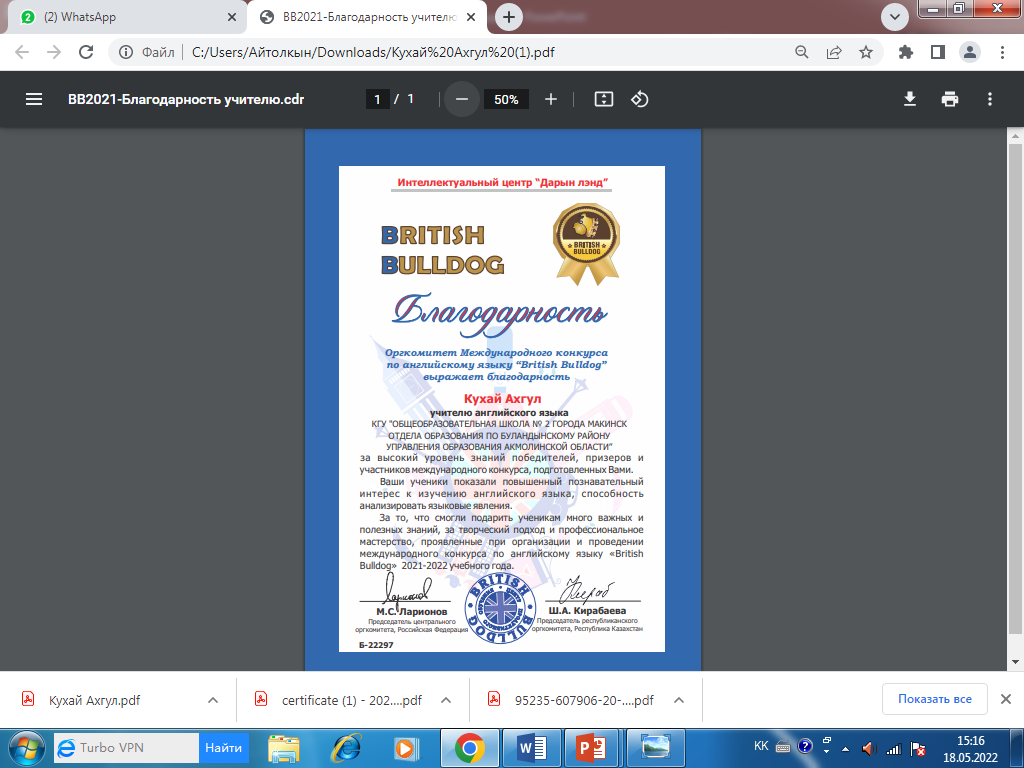 (2) WhatsApp
BB2021-Благодарность учителю
Файл
C:/Users/Айтолкын/Downloads/Кухай%20Ахгул%20(1).pdf
BB2021-Благодарность учителю.cdr
1 / 1
50%
Интеллектуальный центр “Дарын лэнд”
BRITISH
BULLDOG
BRITISH
BULLDOG
Благодарность
Оргкомитет Международного конкурса
по английскому языку “British Bulldog”
выражает благодарность
Кухай Ахгул
учителю английского языка
КГУ "ОБЩЕОБРАЗОВАТЕЛЬНАЯ ШКОЛА № 2 ГОРОДА МАКИНСК
ОТДЕЛА ОБРАЗОВАНИЯ ПО БУЛАНДЫНСКОМУ РАЙОНУ
УПРАВЛЕНИЯ ОБРАЗОВАНИЯ АКМОЛИНСКОЙ ОБЛАСТИ"
за высокий уровень знаний победителей, призеров и
участников международного конкурса, подготовленных Вами.
Ваши ученики показали повышенный познавательный
интерес к изучению английского языка, способность
анализировать языковые явления.
За то, что смогли подарить ученикам много важных и
полезных знаний, за творческий подход и профессиональное
мастерство, проявленные при организации и проведении
международного конкурса по английскому языку «British
Bulldog» 2021-2022 учебного года.
BRITISH
BULLDOG
М.С. Ларионов
Председатель центрального
оргкомитета, Российская Федерация
Ш.А. Кирабаева
Председатель республиканского
оргкомитета, Республика Казахстан
Б-22297
Кухай Ахгул.pdf
certificate (1) - 202....pdf
95235-607906-20-....pdf
Показать все
Turbo VPN
Найти
KK
15:16
18.05.2022